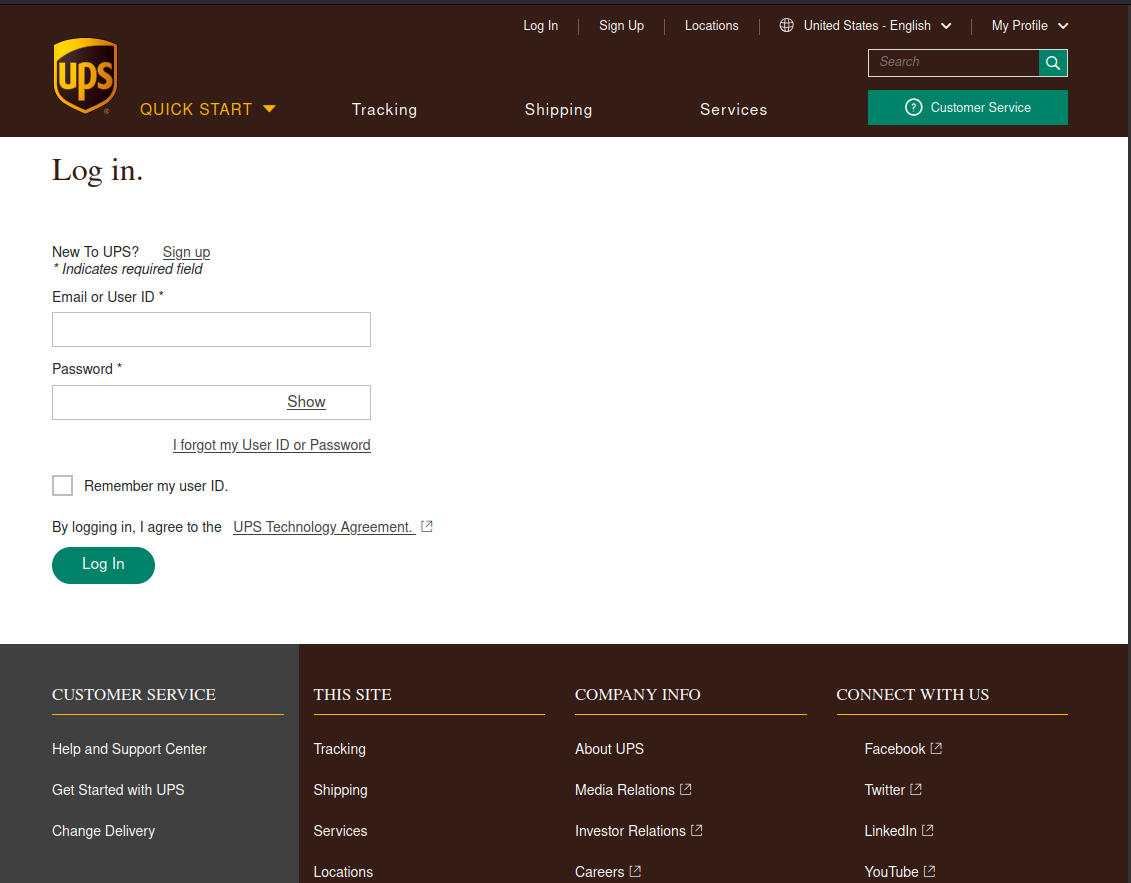 Log In Sign Up Locations United States - English My Profile
Search
ups
QUICK START Tracking Shipping Services
? Customer Service
Log in.
New To UPS? Sign up
* Indicates required field
Email or User ID *
Password *
Show
I forgot my User ID or Password
Remember my user ID.
By logging in, I agree to the UPS Technology Agreement.
Log In
CUSTOMER SERVICE
Help and Support Center
Get Started with UPS
Change Delivery
THIS SITE
Tracking
Shipping
Services
Locations
COMPANY INFO
About UPS
Media Relations
Investor Relations
Careers
CONNECT WITH US
Facebook
Twitter
LinkedIn
YouTube